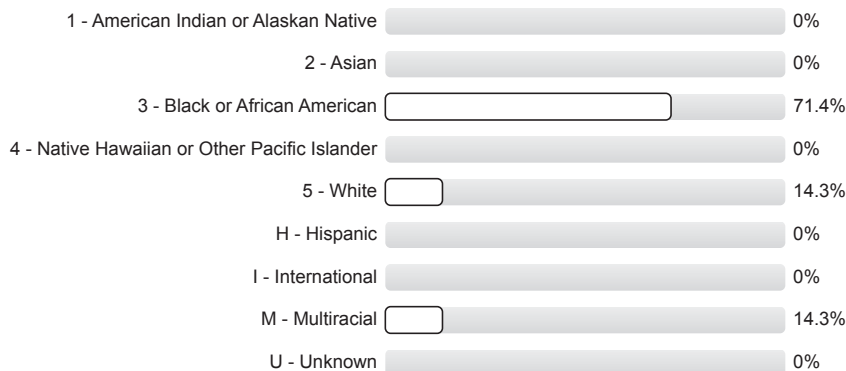 1 - American Indian or Alaskan Native 0%
2 - Asian 0%
3 - Black or African American 71.4%
4 - Native Hawaiian or Other Pacific Islander 0%
5 - White 14.3%
H - Hispanic 0%
I - International 0%
M - Multiracial 14.3%
U - Unknown 0%